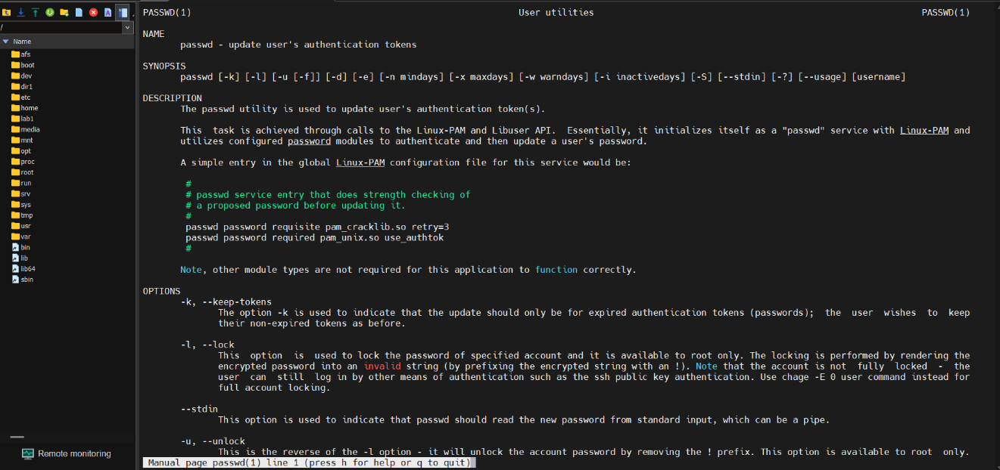 /
Name
afs
boot
dev
dir1
etc
home
lab1
media
mnt
opt
proc
root
run
srv
sys
tmp
usr
var
bin
lib
lib64
sbin
Remote monitoring
PASSWD(1) User utilities PASSWD(1)
NAME
passwd - update user's authentication tokens
SYNOPSIS
passwd [-k] [-l] [-u [-f]] [-d] [-e] [-n mindays] [-x maxdays] [-w warndays] [-i inactivedays] [-S] [--stdin] [-?] [--usage] [username]
DESCRIPTION
The passwd utility is used to update user's authentication token(s).
This task is achieved through calls to the Linux-PAM and Libuser API. Essentially, it initializes itself as a "passwd" service with Linux-PAM and
utilizes configured password modules to authenticate and then update a user's password.
A simple entry in the global Linux-PAM configuration file for this service would be:
#
# passwd service entry that does strength checking of
# a proposed password before updating it.
#
passwd password requisite pam_cracklib.so retry=3
passwd password required pam_unix.so use_authtok
#
Note, other module types are not required for this application to function correctly.
OPTIONS
-k, --keep-tokens
The option -k is used to indicate that the update should only be for expired authentication tokens (passwords); the user wishes to keep
their non-expired tokens as before.
-l, --lock
This option is used to lock the password of specified account and it is available to root only. The locking is performed by rendering the
encrypted password into an invalid string (by prefixing the encrypted string with an !). Note that the account is not fully locked - the
user can still log in by other means of authentication such as the ssh public key authentication. Use chage -E 0 user command instead for
full account locking.
--stdin
This option is used to indicate that passwd should read the new password from standard input, which can be a pipe.
-u, --unlock
This is the reverse of the -l option - it will unlock the account password by removing the ! prefix. This option is available to root only.
Manual page passwd(1) line 1 (press h for help or q to quit)